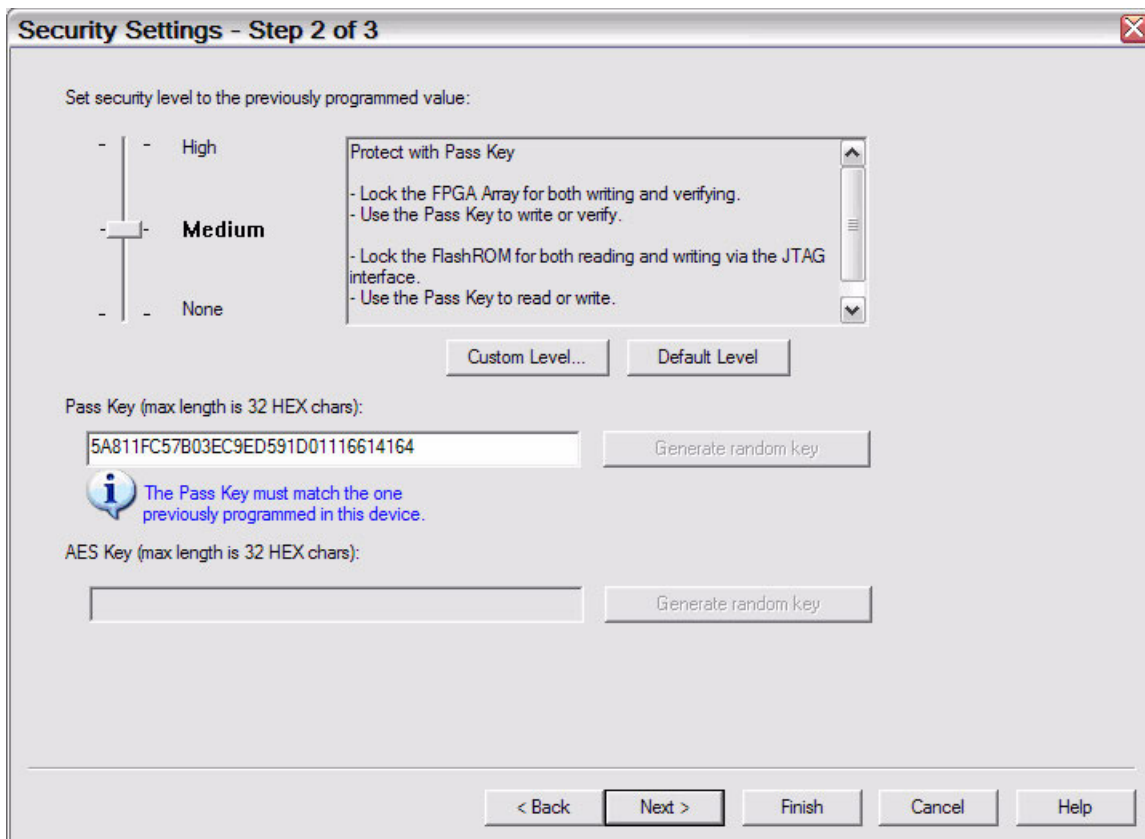 Security Settings - Step 2 of 3
Set security level to the previously programmed value:
High
Medium
None
Protect with Pass Key
- Lock the FPGA Array for both writing and verifying.
- Use the Pass Key to write or verify.
- Lock the FlashROM for both reading and writing via the JTAG
interface.
- Use the Pass Key to read or write.
Custom Level...
Default Level
Pass Key (max length is 32 HEX chars):
5A811FC57B03EC9ED591D01116614164
Generate random key
The Pass Key must match the one
previously programmed in this device.
AES Key (max length is 32 HEX chars):
Generate random key
< Back
Next >
Finish
Cancel
Help